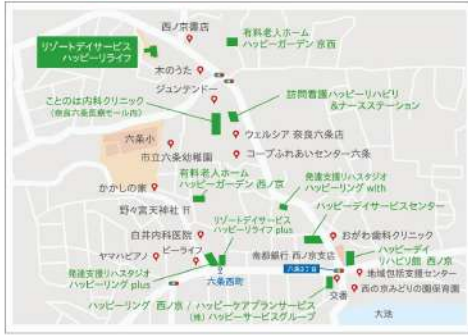 西ノ京書店
有料老人ホーム
ハッピーガーデン 京西
リゾートデイサービス
ハッピーリライフ
木のうた
ジュンテンドー
訪問看護ハッピーリハビリ
&ナースステーション
ことのは内科クリニック
(奈良六条医療モール内)
ウェルシア 奈良六条店
六条小
市立六条幼稚園
コープふれあいセンター六条
有料老人ホーム
ハッピーガーデン 西ノ京
発達支援リハスタジオ
ハッピーリング with
かかしの家
野々宮天神社
リゾートデイサービス
ハッピーリライフ plus
ハッピーデイサービスセンター
白井内科医院
おがわ歯科クリニック
南都銀行 西ノ京支店
ヤマハピアノ
ビーライフ
ハッピーデイ
リハビリ館 西ノ京
発達支援リハスタジオ
ハッピーリング plus
六条2丁目
地域包括支援センター
六条西町
西の京みどりの園保育園
交番
ハッピーリング 西ノ京 / ハッピーケアプランサービス
(株) ハッピーサービスグループ
大池